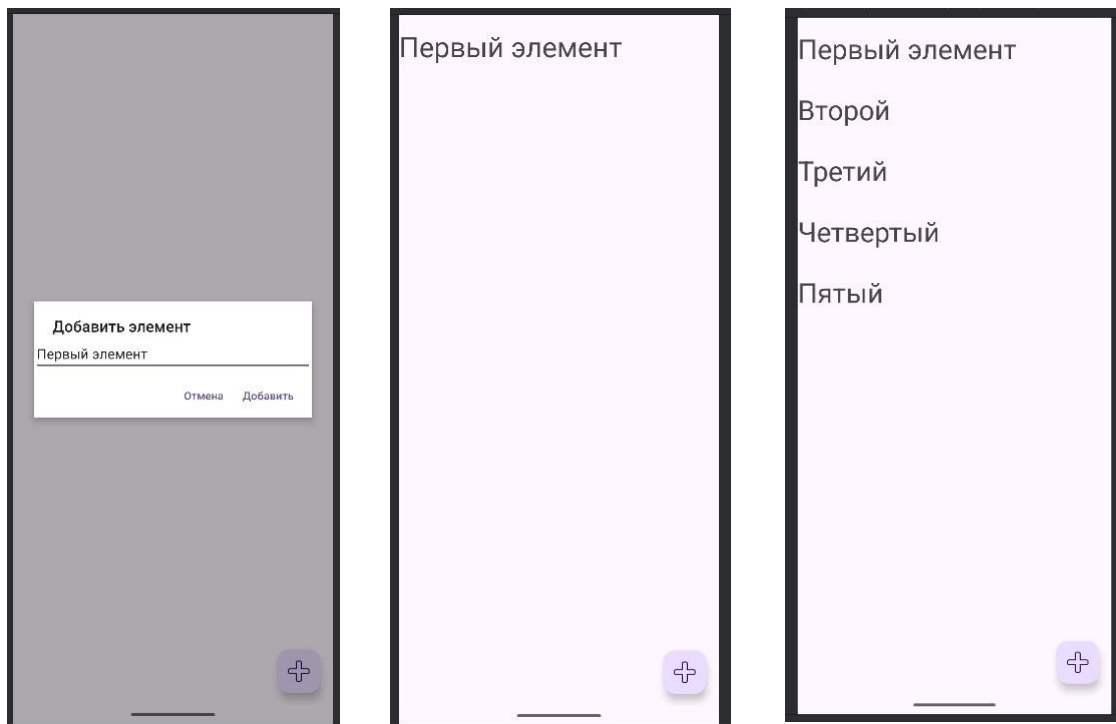 Добавить элемент
Первый элемент
Отмена Добавить
Первый элемент
Первый элемент
Второй
Третий
Четвертый
Пятый